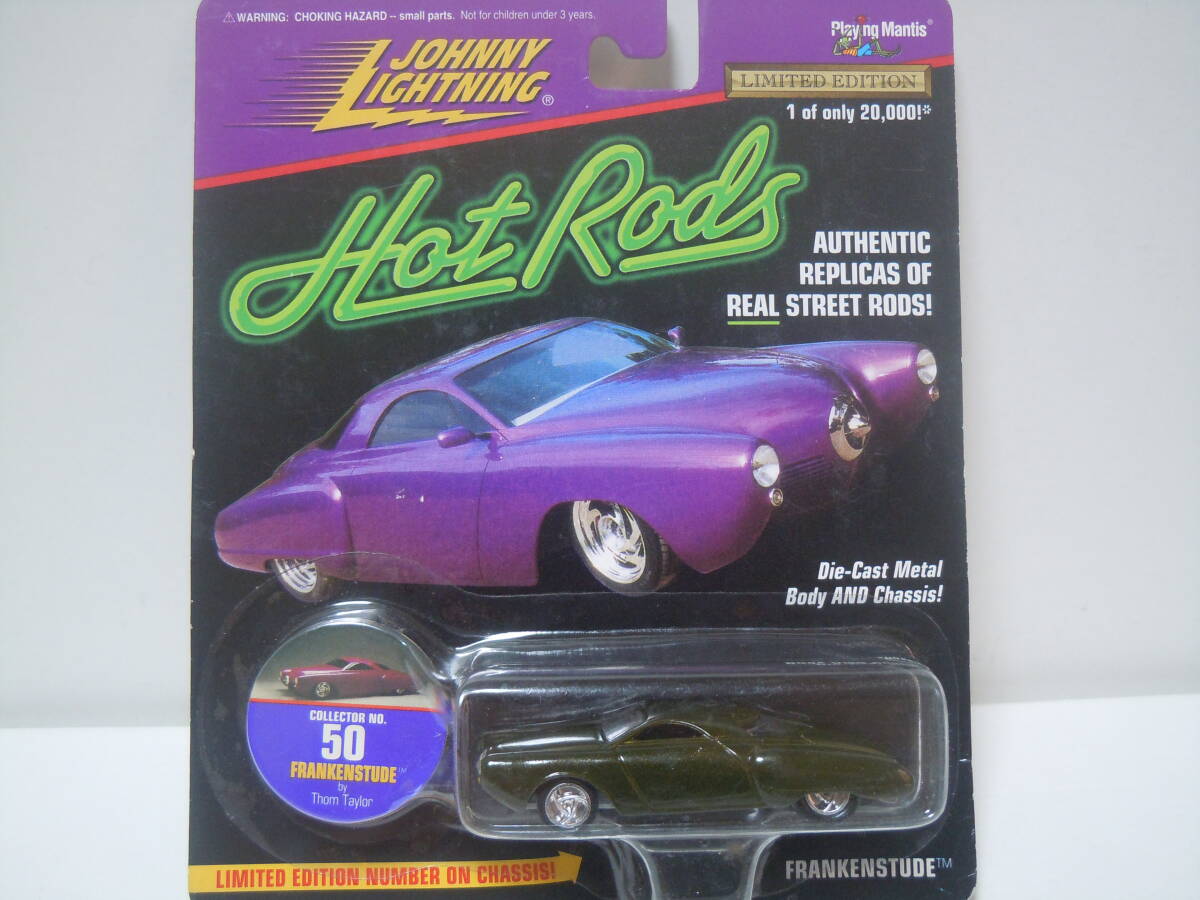 ⚠ WARNING: CHOKING HAZARD -- small parts. Not for children under 3 years.
Playing Mantis®
JOHNNY
LIGHTNING®
LIMITED EDITION
1 of only 20,000!*
Hot Rods
AUTHENTIC
REPLICAS OF
REAL STREET RODS!
Die-Cast Metal
Body AND Chassis!
COLLECTOR NO.
50
FRANKENSTUDE™
by
Thom Taylor
LIMITED EDITION NUMBER ON CHASSIS!
FRANKENSTUDE™